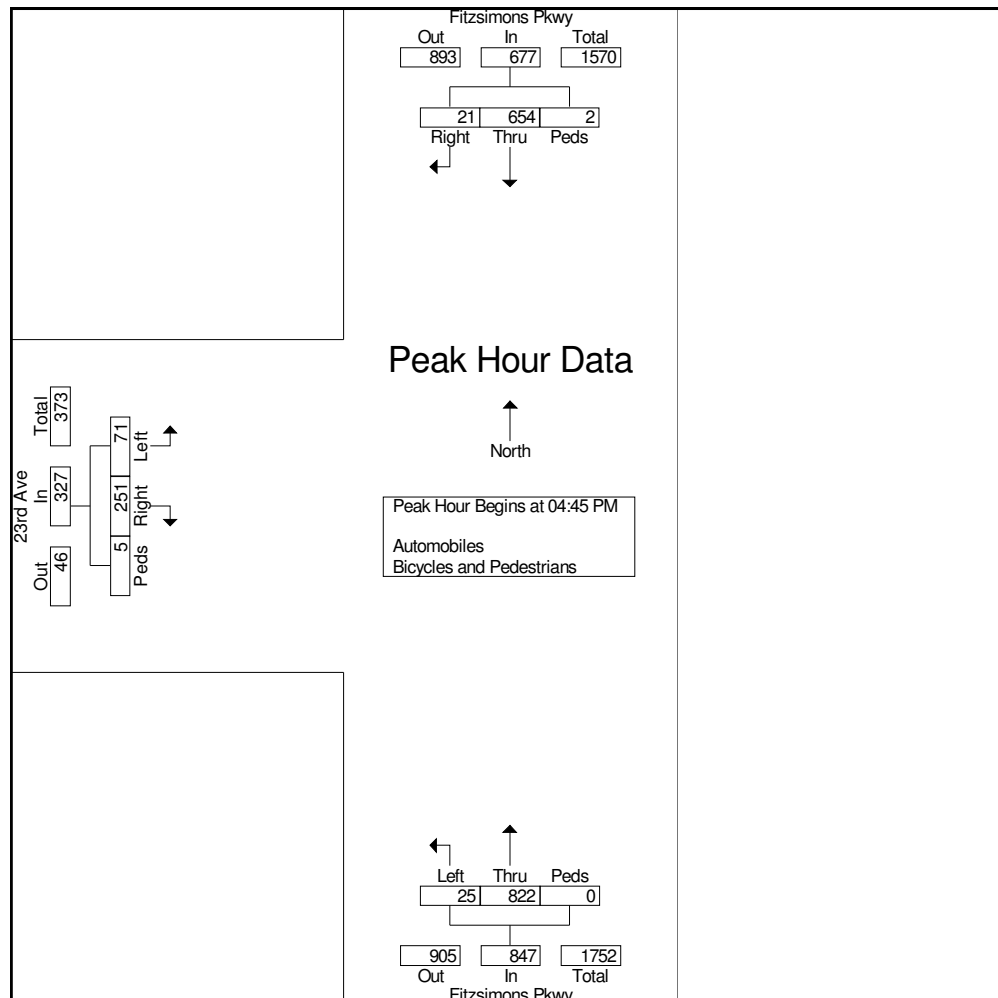 Fitzsimons Pkwy
Out In Total
893 677 1570
21 654 2
Right Thru Peds
Peak Hour Data
North
Peak Hour Begins at 04:45 PM
Automobiles
Bicycles and Pedestrians
23rd Ave
Out In Total
46 327 373
5 251 71
Peds Right Left
Left Thru Peds
25 822 0
905 847 1752
Out In Total
Fitzsimons Pkwy